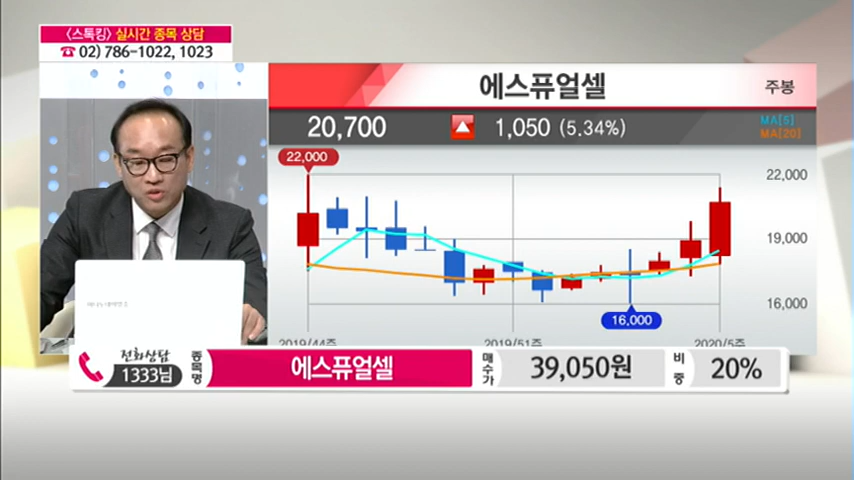 〈스톡킹〉 실시간 종목 상담
☎ 02) 786-1022, 1023
에스퓨얼셀
주봉
20,700 ▲ 1,050 (5.34%)
MA[5]
MA[20]
22,000
22,000
19,000
16,000
16,000
2019/44주
2019/51주
2020/5주
전화상담
1333님
종목명
에스퓨얼셀
매수가
39,050원
비중
20%